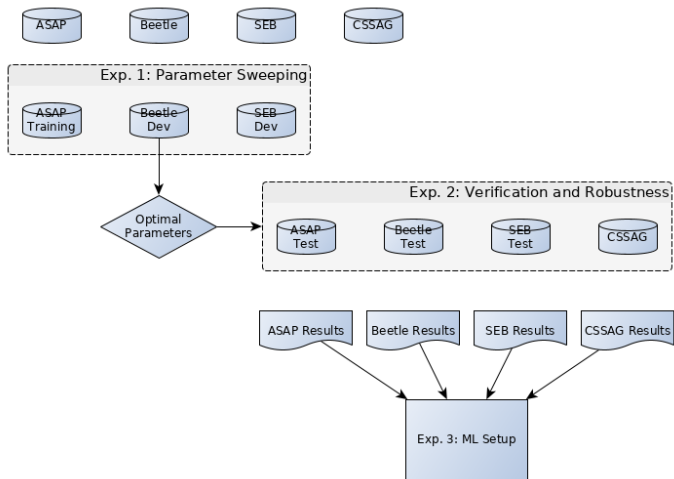 ASAP
Beetle
SEB
CSSAG
Exp. 1: Parameter Sweeping
ASAP
Training
Beetle
Dev
SEB
Dev
Optimal
Parameters
Exp. 2: Verification and Robustness
ASAP
Test
Beetle
Test
SEB
Test
CSSAG
ASAP Results
Beetle Results
SEB Results
CSSAG Results
Exp. 3: ML Setup